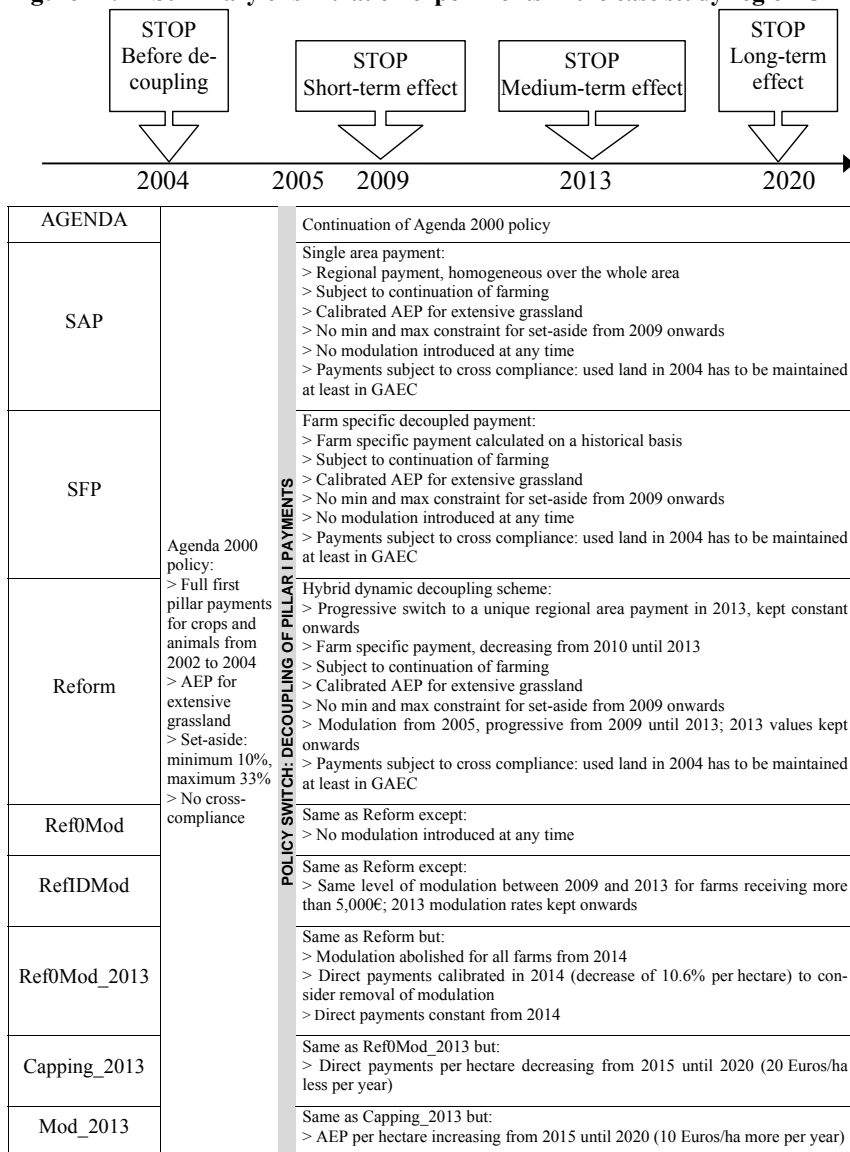 Figure Summary of simulation experiments in the case study region
STOP
Before de-
coupling
STOP
Short-term effect
STOP
Medium-term effect
STOP
Long-term
effect
2004 2005 2009 2013 2020
Agenda 2000
policy:
> Full first
pillar payments
for crops and
animals from
2002 to 2004
> AEP for
extensive
grassland
> Set-aside:
minimum 10%,
maximum 33%
> No cross-
compliance
POLICY SWITCH: DECOUPLING OF PILLAR I PAYMENTS
AGENDA
Continuation of Agenda 2000 policy
SAP
Single area payment:
> Regional payment, homogeneous over the whole area
> Subject to continuation of farming
> Calibrated AEP for extensive grassland
> No min and max constraint for set-aside from 2009 onwards
> No modulation introduced at any time
> Payments subject to cross compliance: used land in 2004 has to be maintained
at least in GAEC
SFP
Farm specific decoupled payment:
> Farm specific payment calculated on a historical basis
> Subject to continuation of farming
> Calibrated AEP for extensive grassland
> No min and max constraint for set-aside from 2009 onwards
> No modulation introduced at any time
> Payments subject to cross compliance: used land in 2004 has to be maintained
at least in GAEC
Reform
Hybrid dynamic decoupling scheme:
> Progressive switch to a unique regional area payment in 2013, kept constant
onwards
> Farm specific payment, decreasing from 2010 until 2013
> Subject to continuation of farming
> Calibrated AEP for extensive grassland
> No min and max constraint for set-aside from 2009 onwards
> Modulation from 2005, progressive from 2009 until 2013; 2013 values kept
onwards
> Payments subject to cross compliance: used land in 2004 has to be maintained
at least in GAEC
Ref0Mod
Same as Reform except:
> No modulation introduced at any time
RefIDMod
Same as Reform except:
> Same level of modulation between 2009 and 2013 for farms receiving more
than 5,000€; 2013 modulation rates kept onwards
Ref0Mod_2013
Same as Reform but:
> Modulation abolished for all farms from 2014
> Direct payments calibrated in 2014 (decrease of 10.6% per hectare) to con-
sider removal of modulation
> Direct payments constant from 2014
Capping_2013
Same as Ref0Mod_2013 but:
> Direct payments per hectare decreasing from 2015 until 2020 (20 Euros/ha
less per year)
Mod_2013
Same as Capping_2013 but:
> AEP per hectare increasing from 2015 until 2020 (10 Euros/ha more per year)